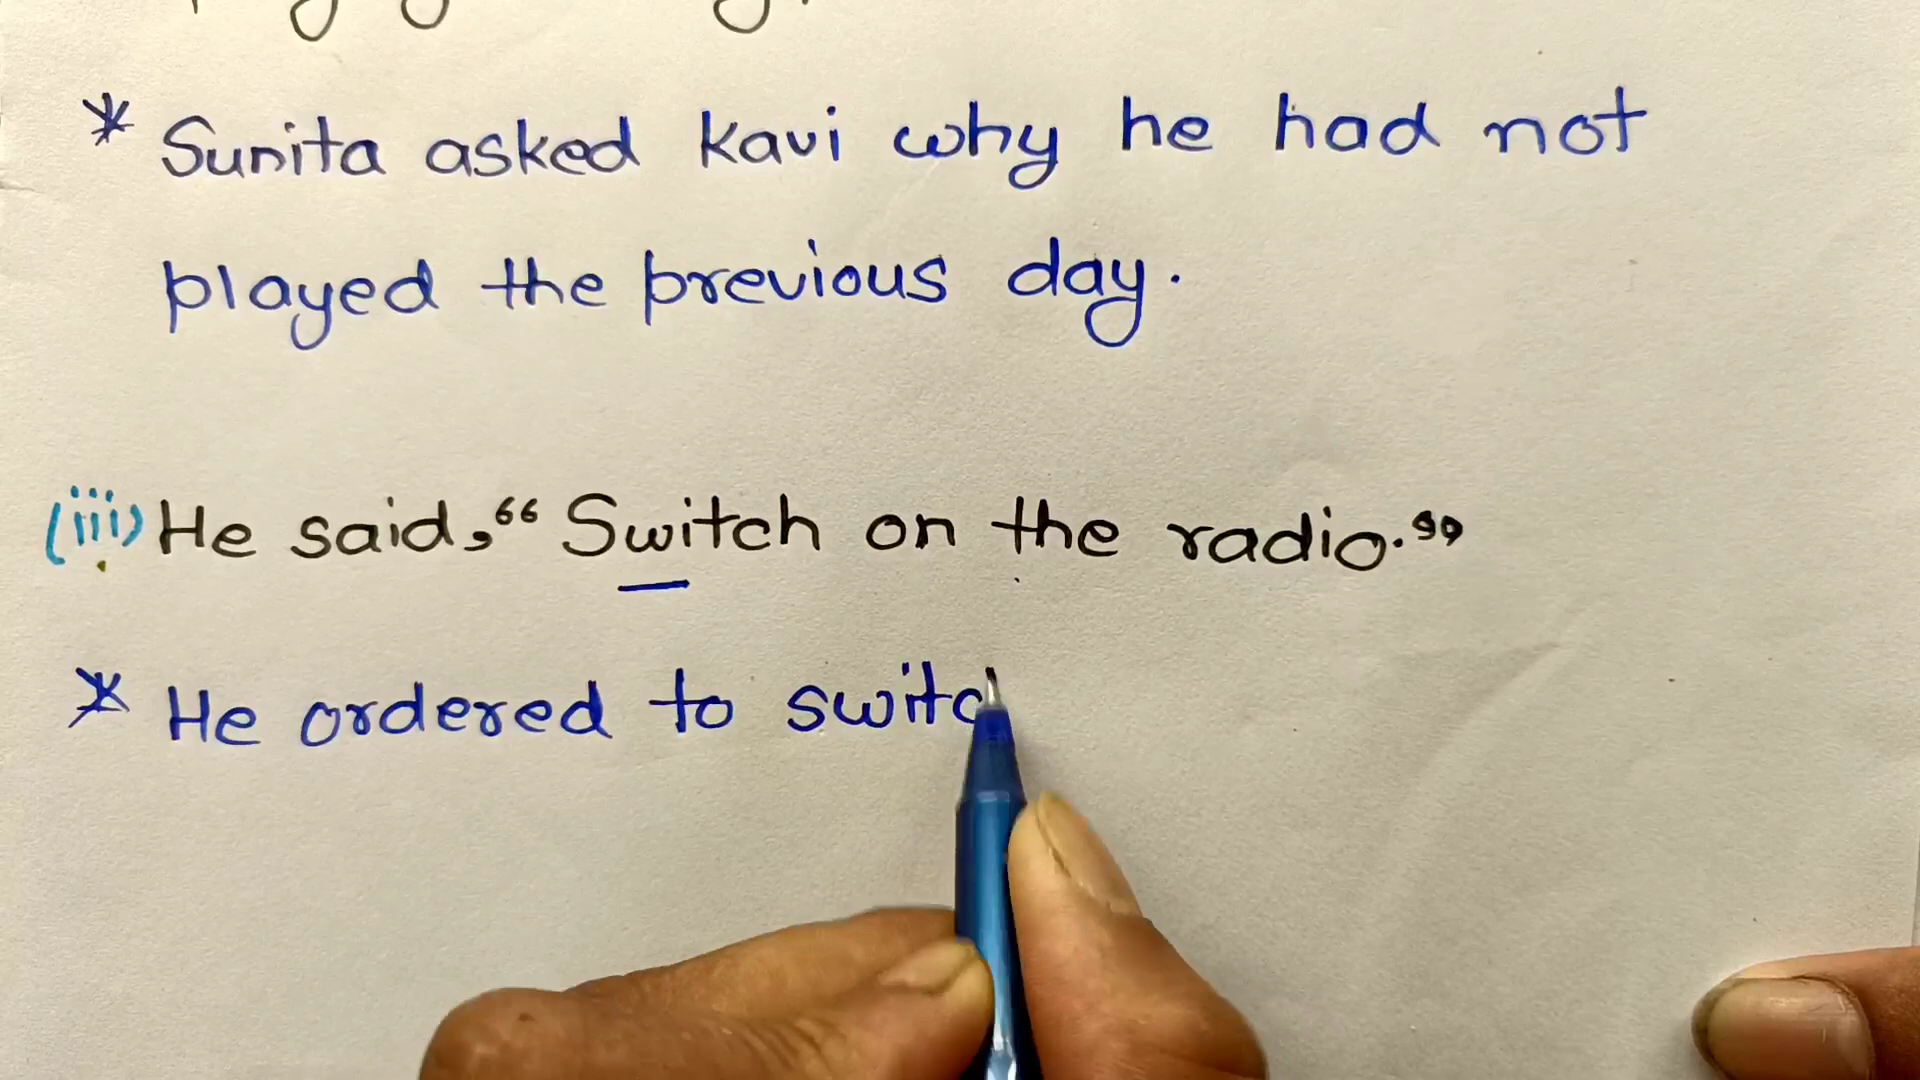 * Sunita asked Kavi why he had not
played the previous day.
(iii) He said, “Switch on the radio.”
* He ordered to switc